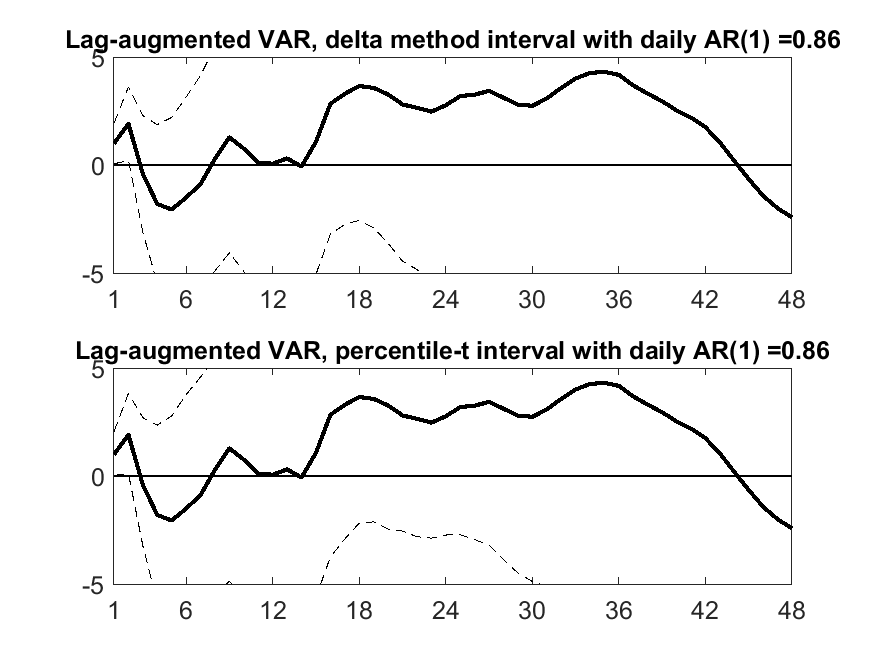 Lag-augmented VAR, delta method interval with daily AR(1) =0.86
5
0
-5
1 6 12 18 24 30 36 42 48
Lag-augmented VAR, percentile-t interval with daily AR(1) =0.86
5
0
-5
1 6 12 18 24 30 36 42 48